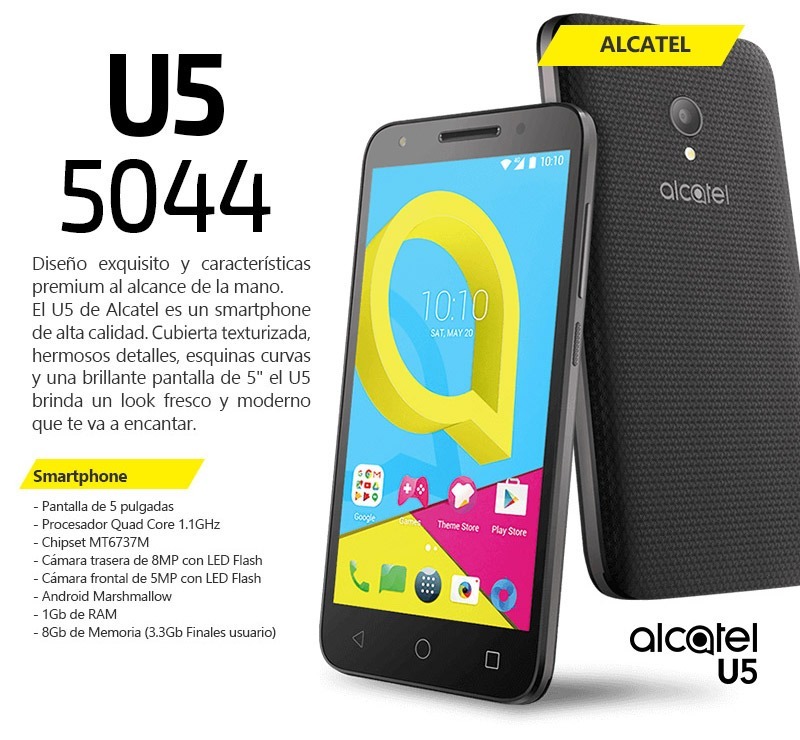 ALCATEL
U5
5044
Diseño exquisito y características
premium al alcance de la mano.
El U5 de Alcatel es un smartphone
de alta calidad. Cubierta texturizada,
hermosos detalles, esquinas curvas
y una brillante pantalla de 5" el U5
brinda un look fresco y moderno
que te va a encantar.
Smartphone
- Pantalla de 5 pulgadas
- Procesador Quad Core 1.1GHz
- Chipset MT6737M
- Cámara trasera de 8MP con LED Flash
- Cámara frontal de 5MP con LED Flash
- Android Marshmallow
- 1Gb de RAM
- 8Gb de Memoria (3.3Gb Finales usuario)
10:10
10:10
SAT, MAY 20
Google
Games
Theme Store
Play Store
alcatel
alcatel
U5